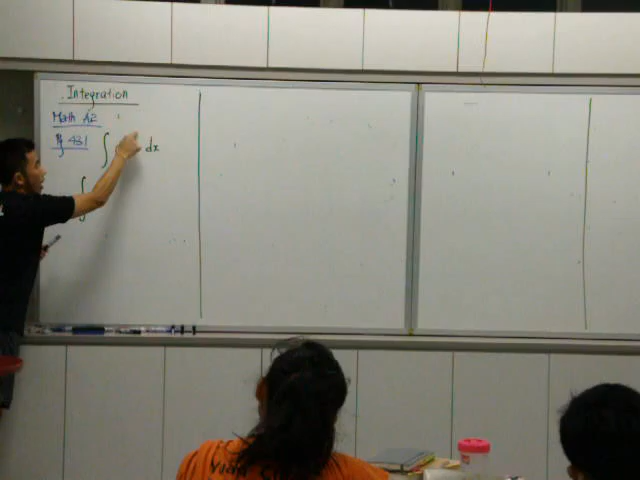 Integration
Math A2
Pg 431 ∫ dx
∫